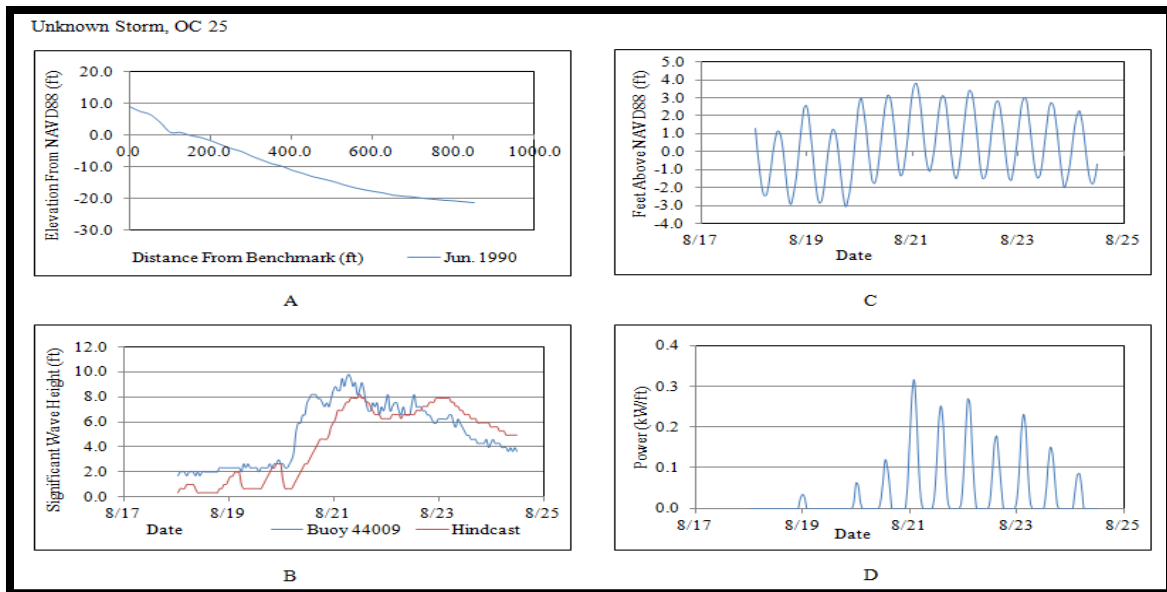 Unknown Storm, OC 25
Elevation From NAVD88 (ft)
20.0
10.0
0.0
-10.0
-20.0
-30.0
0.0 200.0 400.0 600.0 800.0 1000.0
Distance From Benchmark (ft)
Jun. 1990
A
Significant Wave Height (ft)
12.0
10.0
8.0
6.0
4.0
2.0
0.0
8/17 8/19 8/21 8/23 8/25
Date
Buoy 44009 Hindcast
B
Feet Above NAVD88 (ft)
5.0
4.0
3.0
2.0
1.0
0.0
-1.0
-2.0
-3.0
-4.0
8/17 8/19 8/21 8/23 8/25
Date
C
Power (kW/ft)
0.4
0.3
0.2
0.1
0.0
8/17 8/19 8/21 8/23 8/25
Date
D